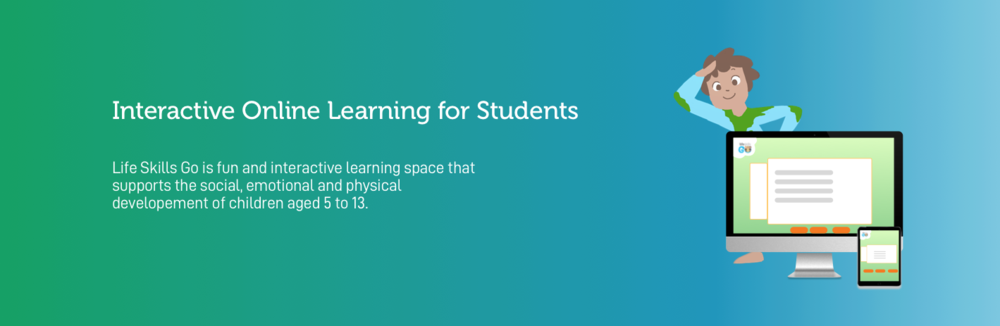 Interactive Online Learning for Students
Life Skills Go is fun and interactive learning space that
supports the social, emotional and physical
developement of children aged 5 to 13.